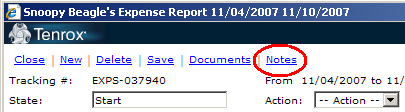 Snoopy Beagle's Expense Report 11/04/2007 11/10/2007
Tenrox
Close | New | Delete | Save | Documents | Notes
Tracking #: EXPS-037940 From 11/04/2007 to 11/
State: Start Action: -- Action --